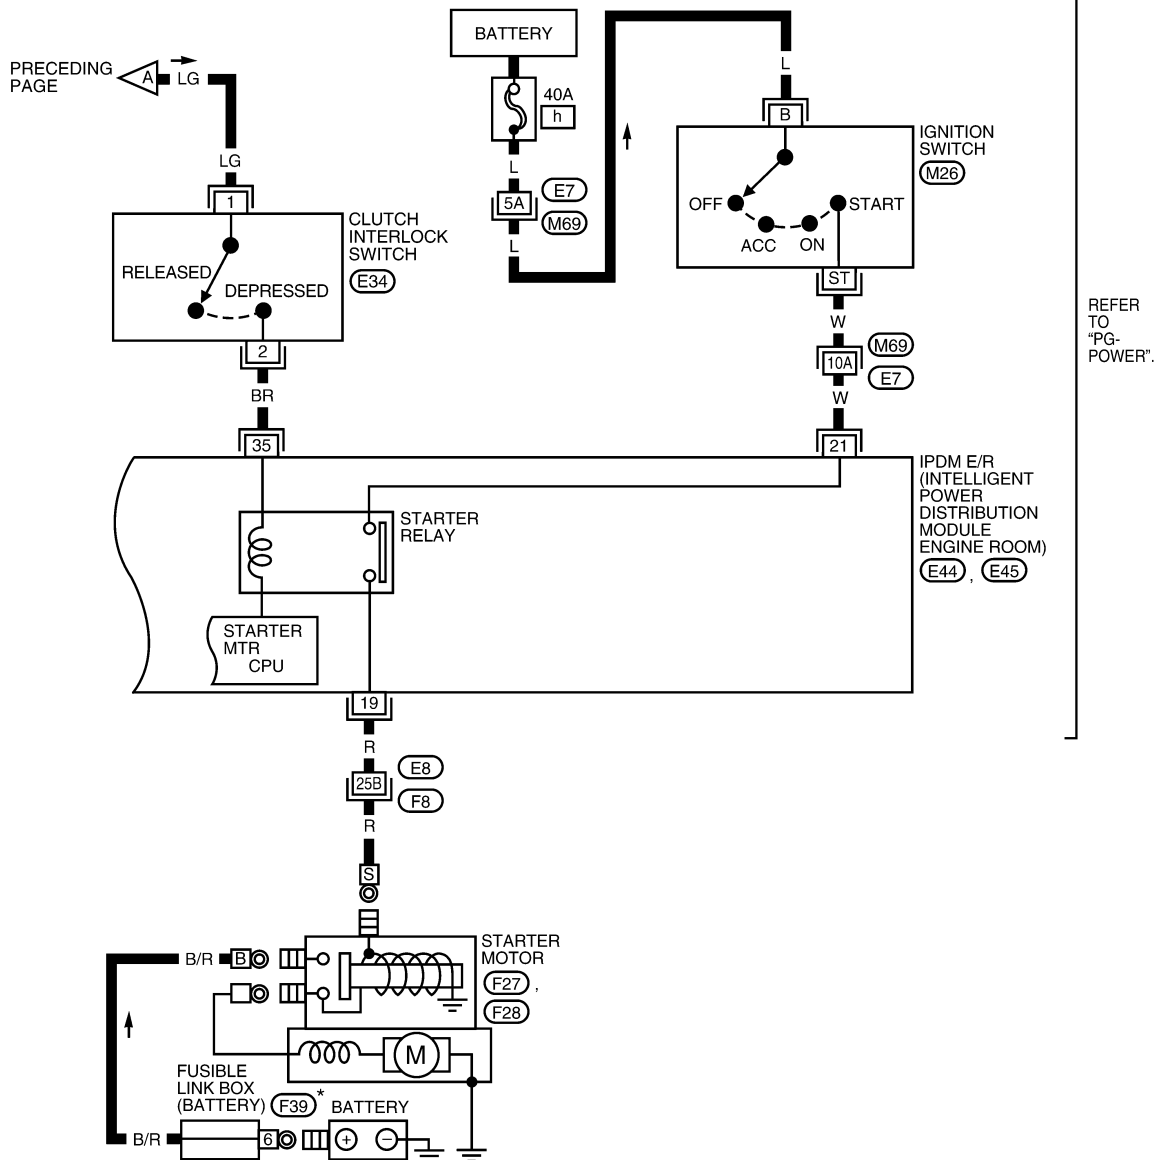 BATTERY
PRECEDING
PAGE
A
LG
40A
h
L
B
IGNITION
SWITCH
M26
LG
1
L
5A
E7
M69
L
OFF
START
ACC
ON
CLUTCH
INTERLOCK
SWITCH
E34
RELEASED
DEPRESSED
ST
W
REFER
TO
“PG-
POWER”.
2
10A
M69
E7
BR
W
35
21
IPDM E/R
(INTELLIGENT
POWER
DISTRIBUTION
MODULE
ENGINE ROOM)
E44 , E45
STARTER
RELAY
STARTER
MTR
CPU
19
R
25B
E8
F8
R
S
B/R
B
STARTER
MOTOR
F27 ,
F28
M
FUSIBLE
LINK BOX
(BATTERY) F39 *
BATTERY
B/R
6
+
−